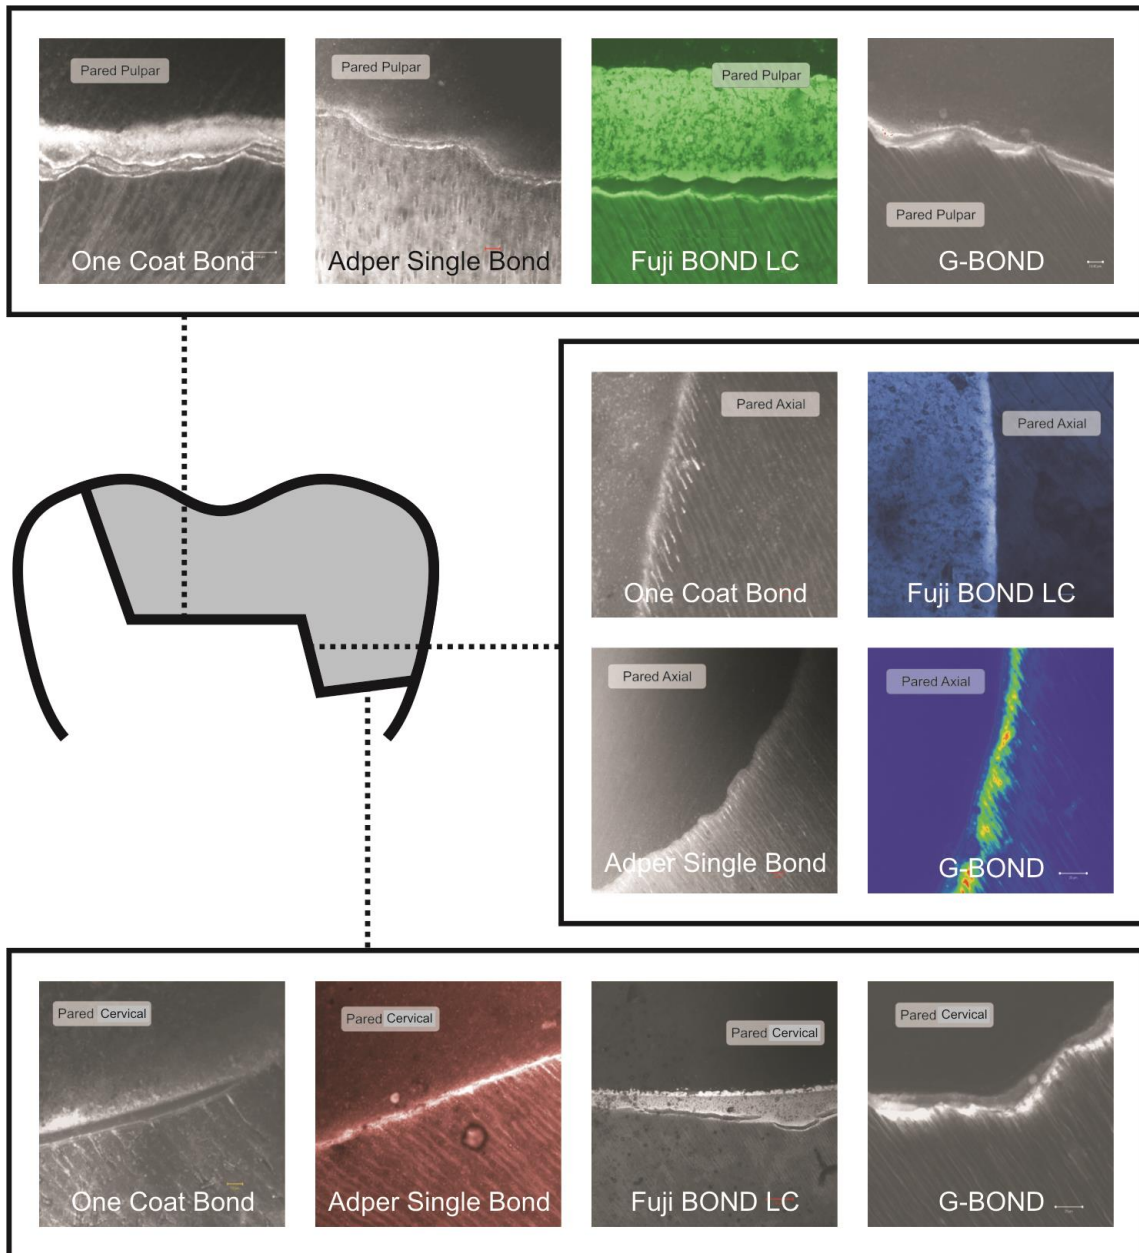 Pared Pulpar
One Coat Bond
Pared Pulpar
Adper Single Bond
Pared Pulpar
Fuji BOND LC
Pared Pulpar
G-BOND
Pared Axial
One Coat Bond
Pared Axial
Fuji BOND LC
Pared Axial
Adper Single Bond
Pared Axial
G-BOND
Pared Cervical
One Coat Bond
Pared Cervical
Adper Single Bond
Pared Cervical
Fuji BOND LC
Pared Cervical
G-BOND